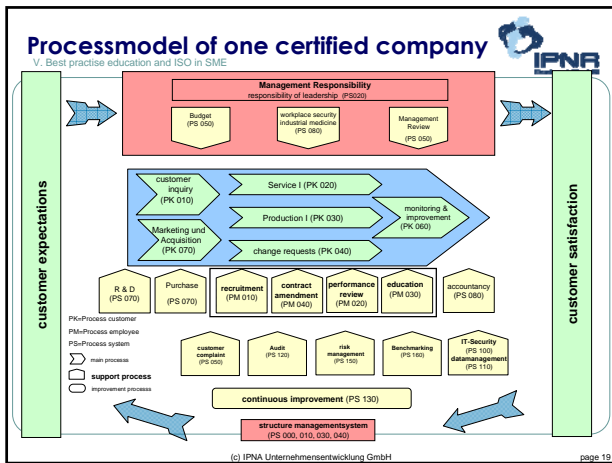 Processmodel of one certified company
V. Best practise education and ISO in SME
IPNA
customer expectations
Management Responsibility
responsibility of leadership (PS020)
Budget
(PS 050)
workplace security
industrial medicine
(PS 080)
Management
Review
(PS 050)
customer
inquiry
(PK 010)
Marketing und
Acquisition
(PK 070)
Service I (PK 020)
Production I (PK 030)
change requests (PK 040)
monitoring &
improvement
(PK 060)
customer satisfaction
R & D
(PS 070)
Purchase
(PS 070)
recruitment
(PM 010)
contract
amendment
(PM 040)
performance
review
(PM 020)
education
(PM 030)
accountancy
(PS 080)
PK=Process customer
PM=Process employee
PS=Process system
main processs
support process
improvement processs
customer
complaint
(PS 050)
Audit
(PS 120)
risk
management
(PS 150)
Benchmarking
(PS 160)
IT-Security
(PS 100)
datamanagement
(PS 110)
continuous improvement (PS 130)
structure managementsystem
(PS 000, 010, 030, 040)
(c) IPNA Unternehmensentwicklung GmbH
page 19